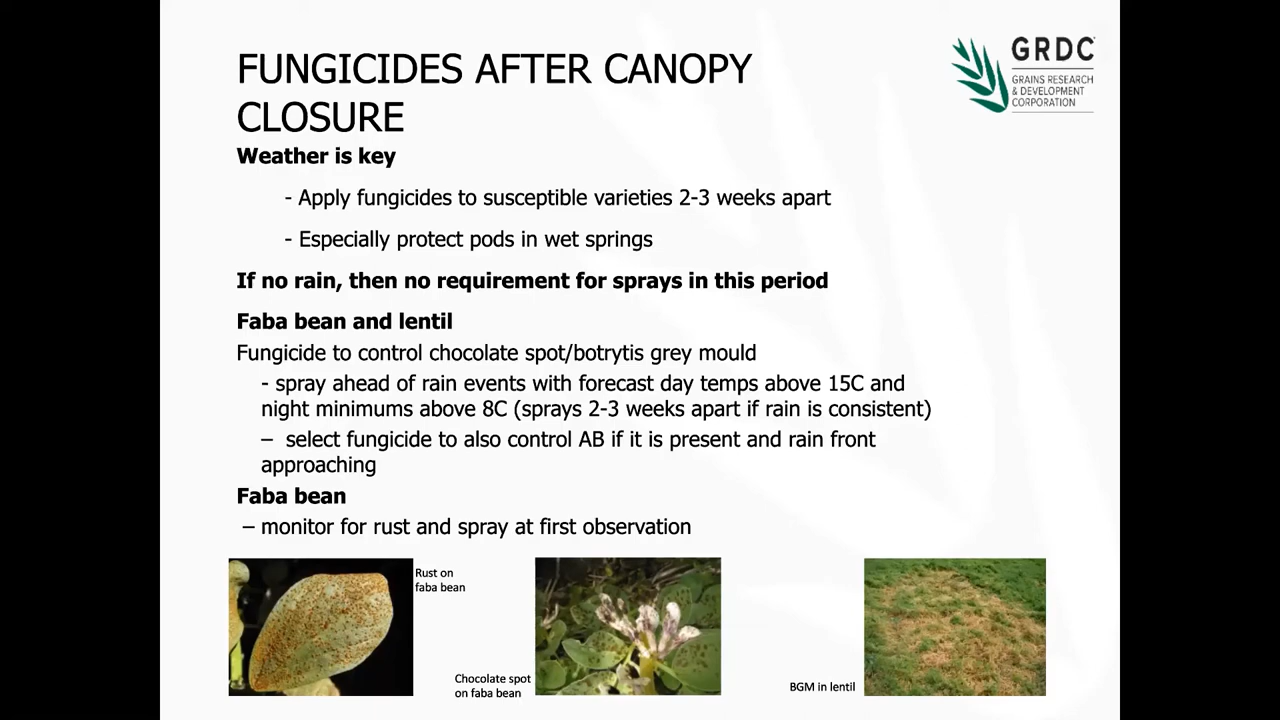 FUNGICIDES AFTER CANOPY
CLOSURE
GRDC
GRAINS RESEARCH
& DEVELOPMENT
CORPORATION
Weather is key
- Apply fungicides to susceptible varieties 2-3 weeks apart
- Especially protect pods in wet springs
If no rain, then no requirement for sprays in this period
Faba bean and lentil
Fungicide to control chocolate spot/botrytis grey mould
- spray ahead of rain events with forecast day temps above 15C and
night minimums above 8C (sprays 2-3 weeks apart if rain is consistent)
– select fungicide to also control AB if it is present and rain front
approaching
Faba bean
– monitor for rust and spray at first observation
Rust on
faba bean
Chocolate spot
on faba bean
BGM in lentil